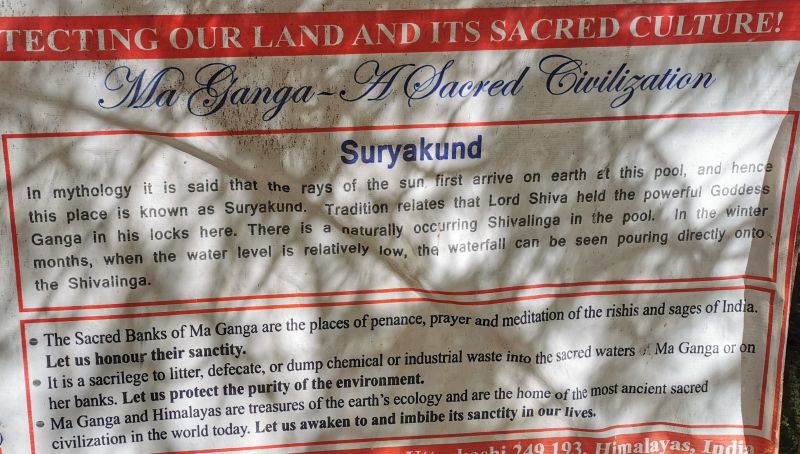 TECTING OUR LAND AND ITS SACRED CULTURE!
Ma Ganga – A Sacred Civilization
Suryakund
In mythology it is said that the rays of the sun first arrive on earth at this pool, and hence
this place is known as Suryakund. Tradition relates that Lord Shiva held the powerful Goddess
Ganga in his locks here. There is a naturally occurring Shivalinga in the pool. In the winter
months, when the water level is relatively low, the waterfall can be seen pouring directly onto
the Shivalinga.
• The Sacred Banks of Ma Ganga are the places of penance, prayer and meditation of the rishis and sages of India.
Let us honour their sanctity.
• It is a sacrilege to litter, defecate, or dump chemical or industrial waste into the sacred waters of Ma Ganga or on
her banks. Let us protect the purity of the environment.
• Ma Ganga and Himalayas are treasures of the earth's ecology and are the home of the most ancient sacred
civilization in the world today. Let us awaken to and imbibe its sanctity in our lives.
249 193, Himalayas, India